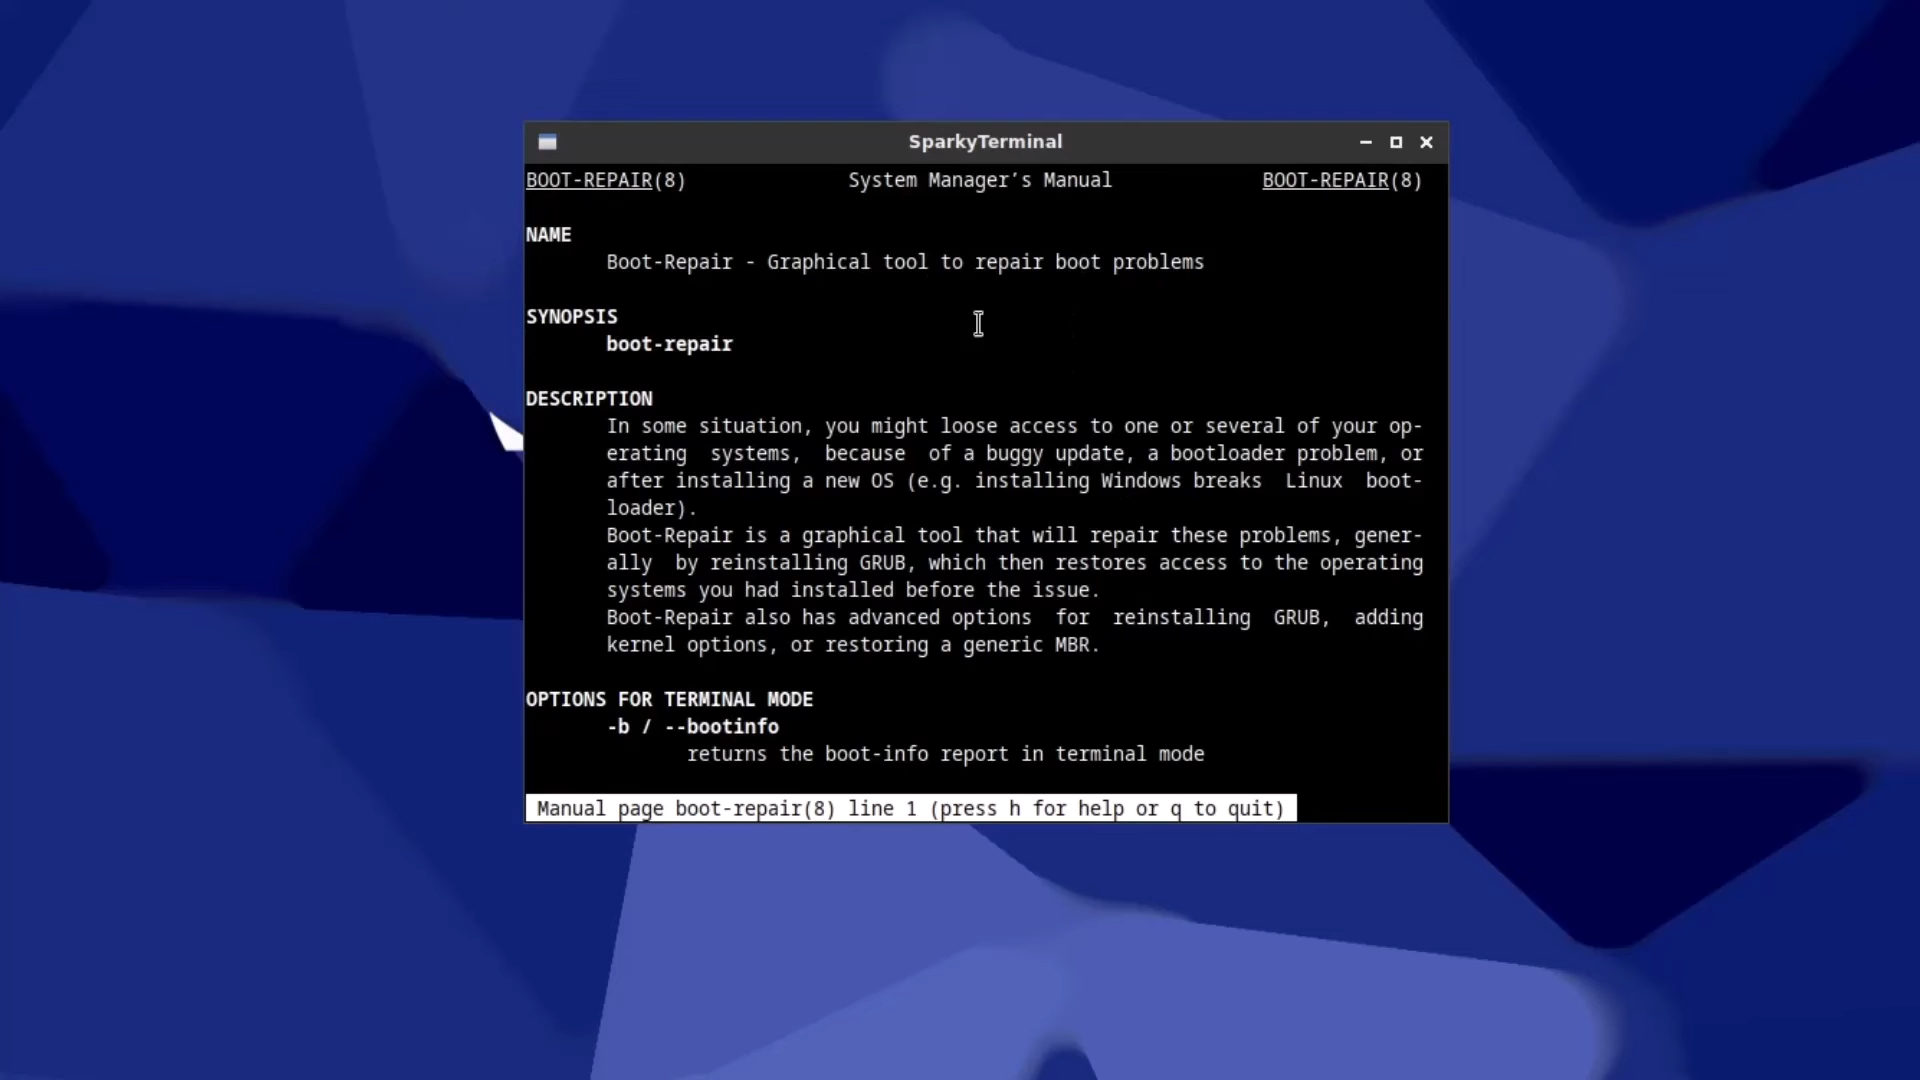 SparkyTerminal
BOOT-REPAIR(8) System Manager's Manual BOOT-REPAIR(8)
NAME
Boot-Repair - Graphical tool to repair boot problems
SYNOPSIS
boot-repair
DESCRIPTION
In some situation, you might loose access to one or several of your op-
erating systems, because of a buggy update, a bootloader problem, or
after installing a new OS (e.g. installing Windows breaks Linux boot-
loader).
Boot-Repair is a graphical tool that will repair these problems, gener-
ally by reinstalling GRUB, which then restores access to the operating
systems you had installed before the issue.
Boot-Repair also has advanced options for reinstalling GRUB, adding
kernel options, or restoring a generic MBR.
OPTIONS FOR TERMINAL MODE
-b / --bootinfo
returns the boot-info report in terminal mode
Manual page boot-repair(8) line 1 (press h for help or q to quit)